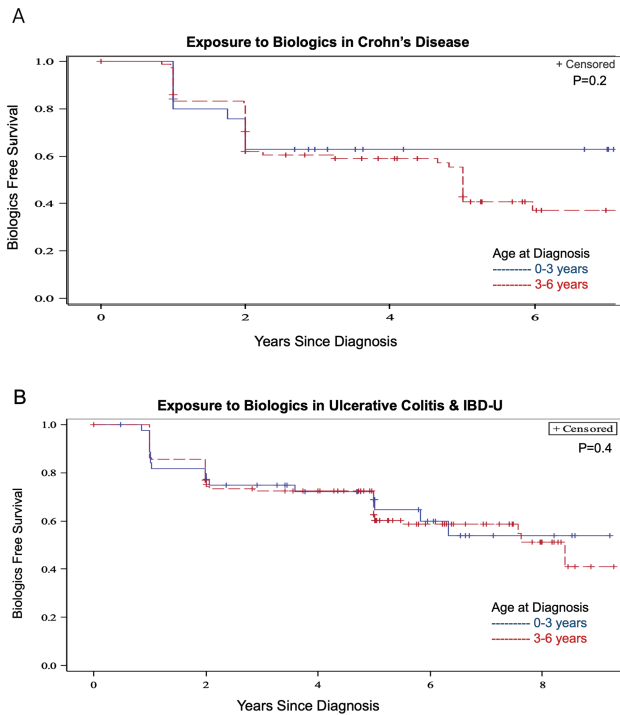 A
Exposure to Biologics in Crohn's Disease
+ Censored
P=0.2
1.0
0.8
0.6
0.4
0.2
0.0
Biologics Free Survival
Age at Diagnosis
0-3 years
3-6 years
0 2 4 6
Years Since Diagnosis
B
Exposure to Biologics in Ulcerative Colitis & IBD-U
+ Censored
P=0.4
1.0
0.8
0.6
0.4
0.2
0.0
Biologics Free Survival
Age at Diagnosis
0-3 years
3-6 years
0 2 4 6 8
Years Since Diagnosis